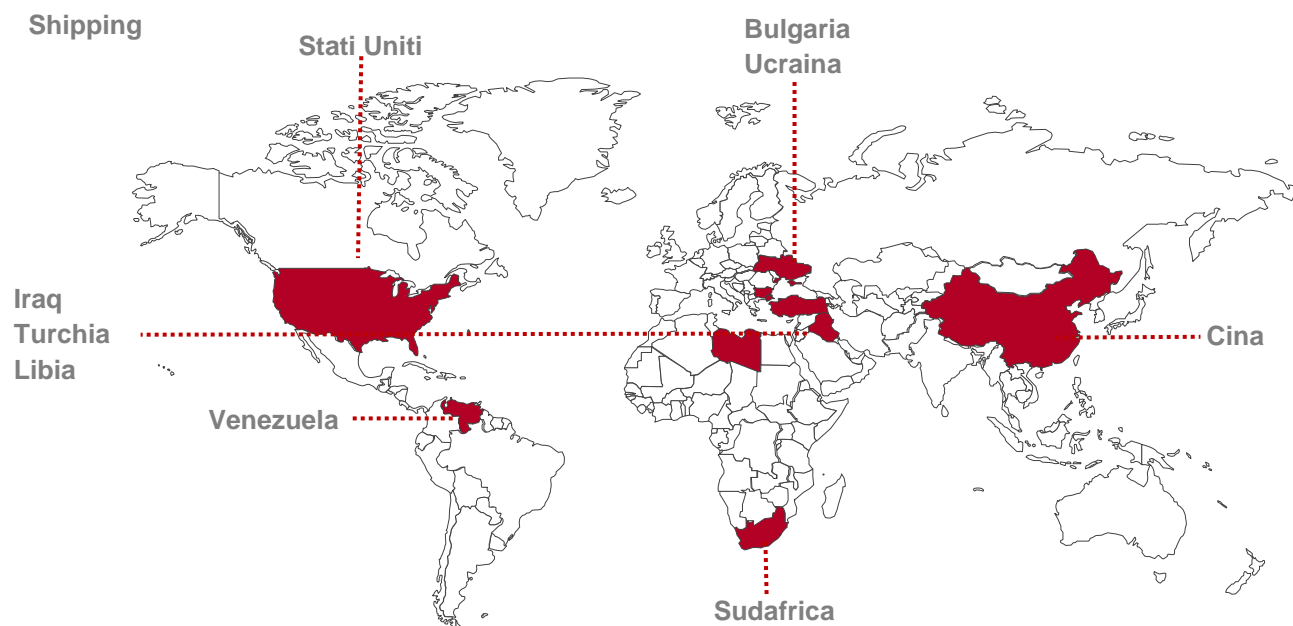 Shipping
Stati Uniti
Bulgaria
Ucraina
Iraq
Turchia
Libia
Cina
Venezuela
Sudafrica